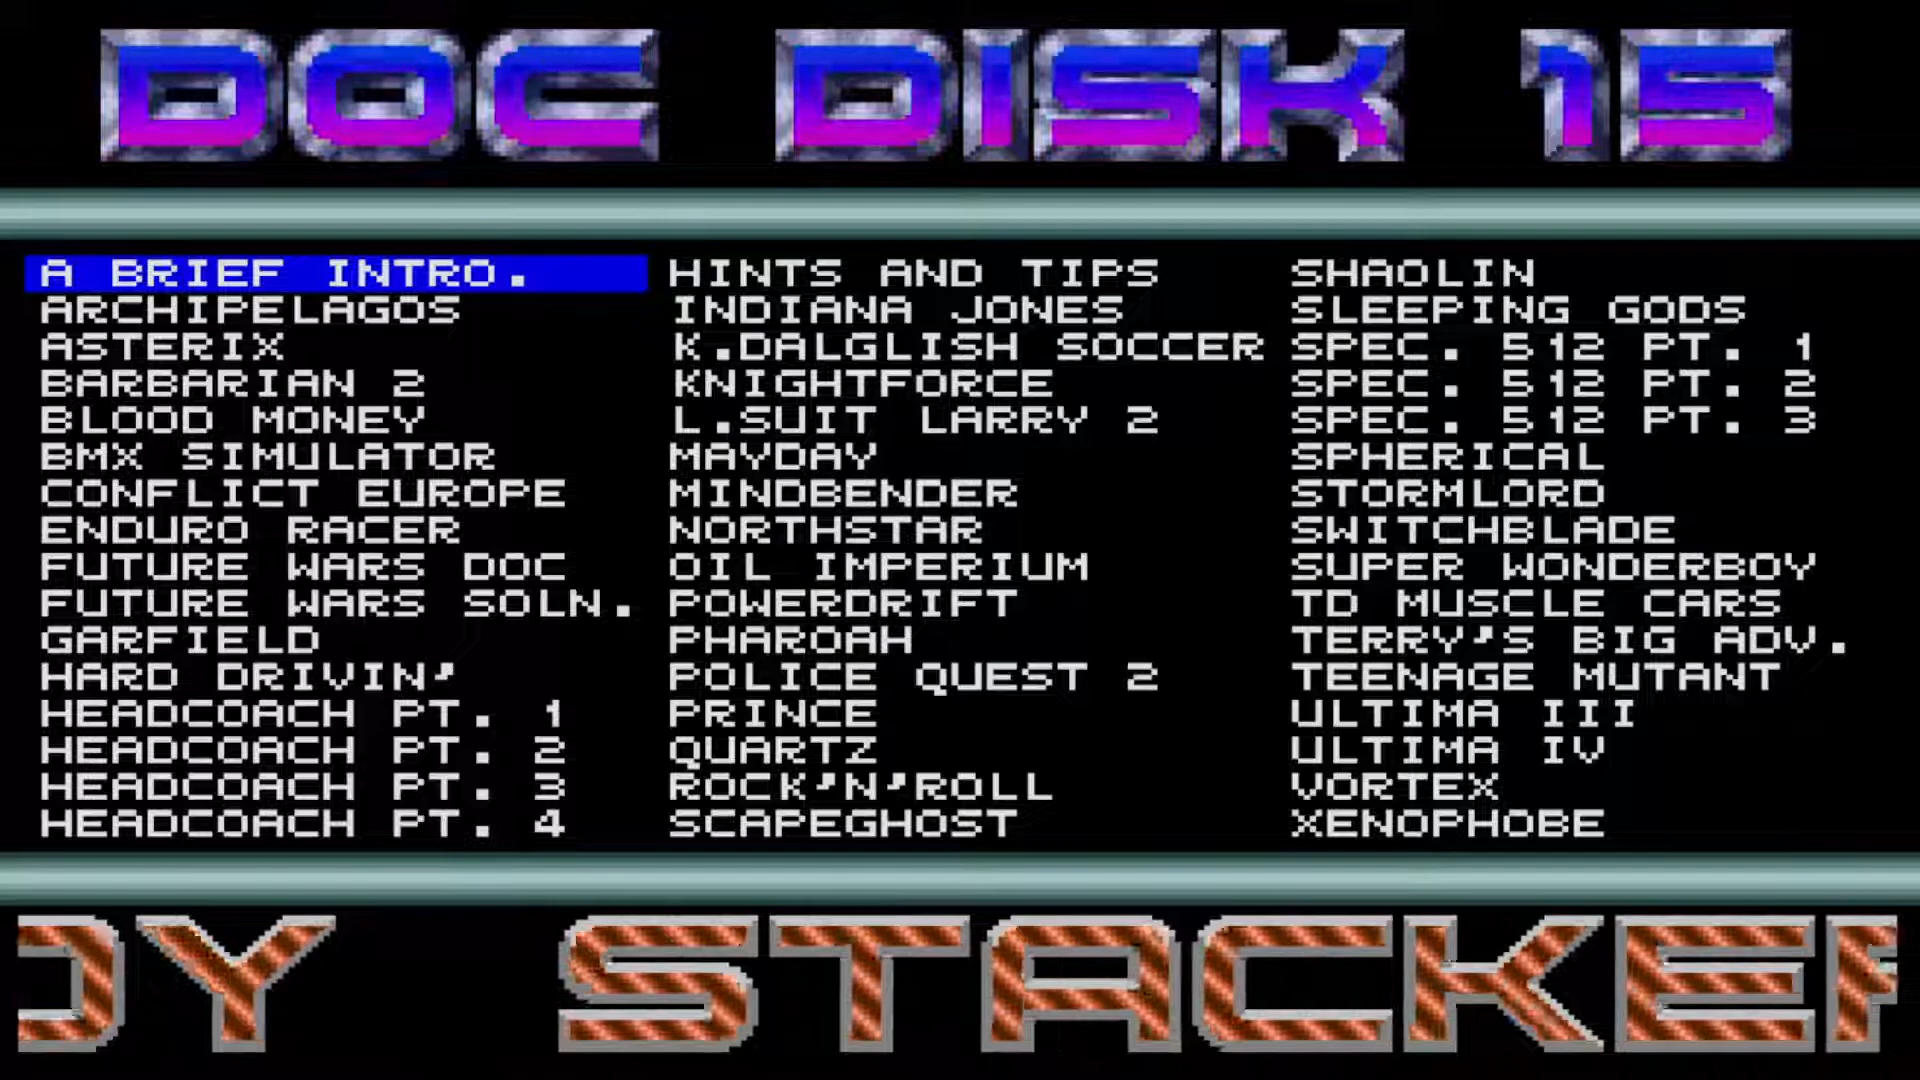 DOC DISK 15
A BRIEF INTRO.
ARCHIPELAGOS
ASTERIX
BARBARIAN 2
BLOOD MONEY
BMX SIMULATOR
CONFLICT EUROPE
ENDURO RACER
FUTURE WARS DOC
FUTURE WARS SOLN.
GARFIELD
HARD DRIVIN'
HEADCOACH PT. 1
HEADCOACH PT. 2
HEADCOACH PT. 3
HEADCOACH PT. 4
HINTS AND TIPS
INDIANA JONES
K.DALGLISH SOCCER
KNIGHTFORCE
L.SUIT LARRY 2
MAYDAY
MINDBENDER
NORTHSTAR
OIL IMPERIUM
POWERDRIFT
PHAROAH
POLICE QUEST 2
PRINCE
QUARTZ
ROCK'N'ROLL
SCAPEGHOST
SHAOLIN
SLEEPING GODS
SPEC. 512 PT. 1
SPEC. 512 PT. 2
SPEC. 512 PT. 3
SPHERICAL
STORMLORD
SWITCHBLADE
SUPER WONDERBOY
TD MUSCLE CARS
TERRY'S BIG ADV.
TEENAGE MUTANT
ULTIMA III
ULTIMA IV
VORTEX
XENOPHOBE
DY STACKER